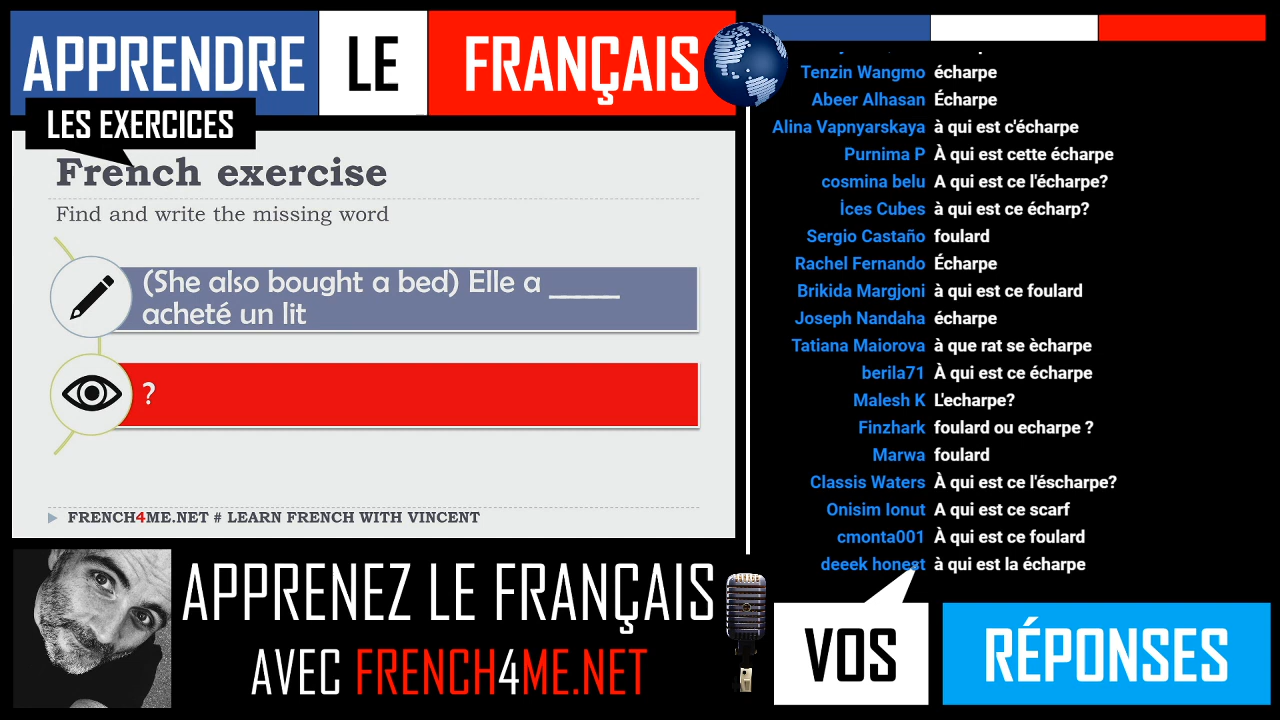 APPRENDRE LE FRANÇAIS
LES EXERCICES
French exercise
Find and write the missing word
(She also bought a bed) Elle a _____
acheté un lit
?
FRENCH4ME.NET # LEARN FRENCH WITH VINCENT
APPRENEZ LE FRANÇAIS
AVEC FRENCH4ME.NET
Tenzin Wangmo écharpe
Abeer Alhasan Écharpe
Alina Vapnyarskaya à qui est c'écharpe
Purnima P À qui est cette écharpe
cosmina belu A qui est ce l'écharpe?
İces Cubes à qui est ce écharp?
Sergio Castaño foulard
Rachel Fernando Écharpe
Brikida Margjoni à qui est ce foulard
Joseph Nandaha écharpe
Tatiana Maiorova à que rat se ècharpe
berila71 À qui est ce écharpe
Malesh K L'echarpe?
Finzhark foulard ou echarpe ?
Marwa foulard
Classis Waters À qui est ce l'éscharpe?
Onisim Ionut A qui est ce scarf
cmonta001 À qui est ce foulard
deeek honest à qui est la écharpe
VOS RÉPONSES